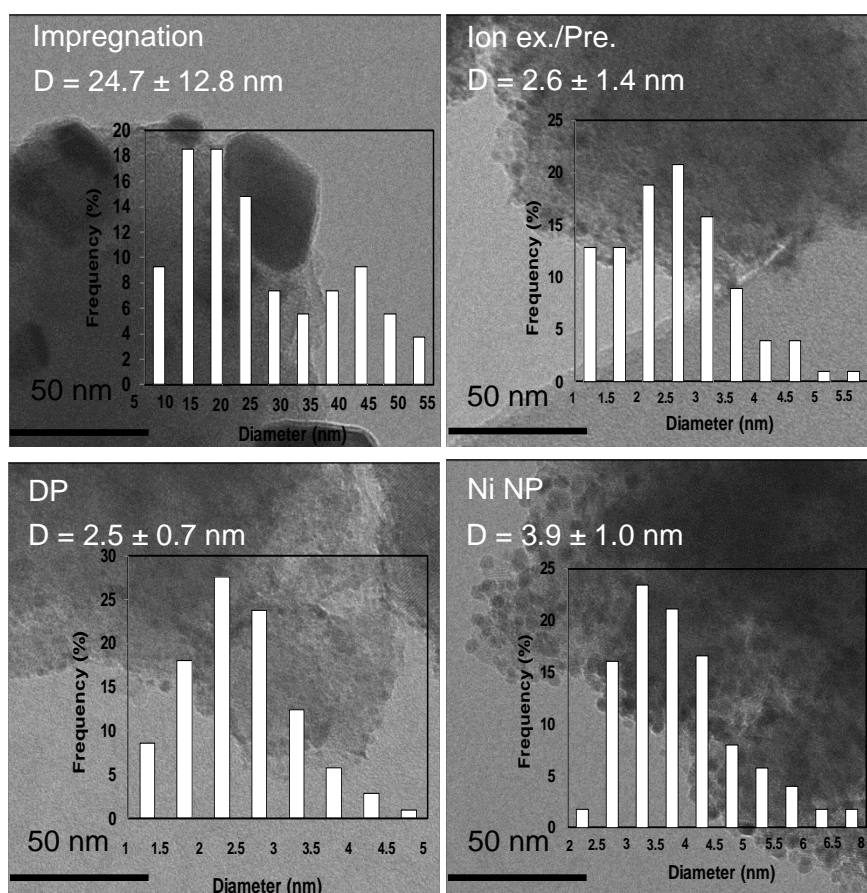 Impregnation
D = 24.7 ± 12.8 nm
Frequency (%)
20
18
16
14
12
10
8
6
4
2
0
5 10 15 20 25 30 35 40 45 50 55
Diameter (nm)
50 nm
Ion ex./Pre.
D = 2.6 ± 1.4 nm
Frequency (%)
25
20
15
10
5
0
1 1.5 2 2.5 3 3.5 4 4.5 5 5.5
Diameter (nm)
50 nm
DP
D = 2.5 ± 0.7 nm
Frequency (%)
30
25
20
15
10
5
0
1 1.5 2 2.5 3 3.5 4 4.5 5
Diameter (nm)
50 nm
Ni NP
D = 3.9 ± 1.0 nm
Frequency (%)
25
20
15
10
5
0
2 2.5 3 3.5 4 4.5 5 5.5 6 6.5 8
Diameter (nm)
50 nm